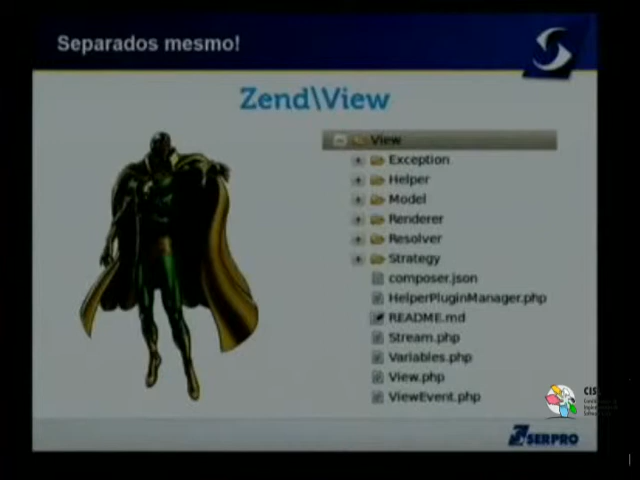 Separados mesmo!
Zend\View
View
Exception
Helper
Model
Renderer
Resolver
Strategy
composer.json
HelperPluginManager.php
README.md
Stream.php
Variables.php
View.php
ViewEvent.php
CIS
SERPRO